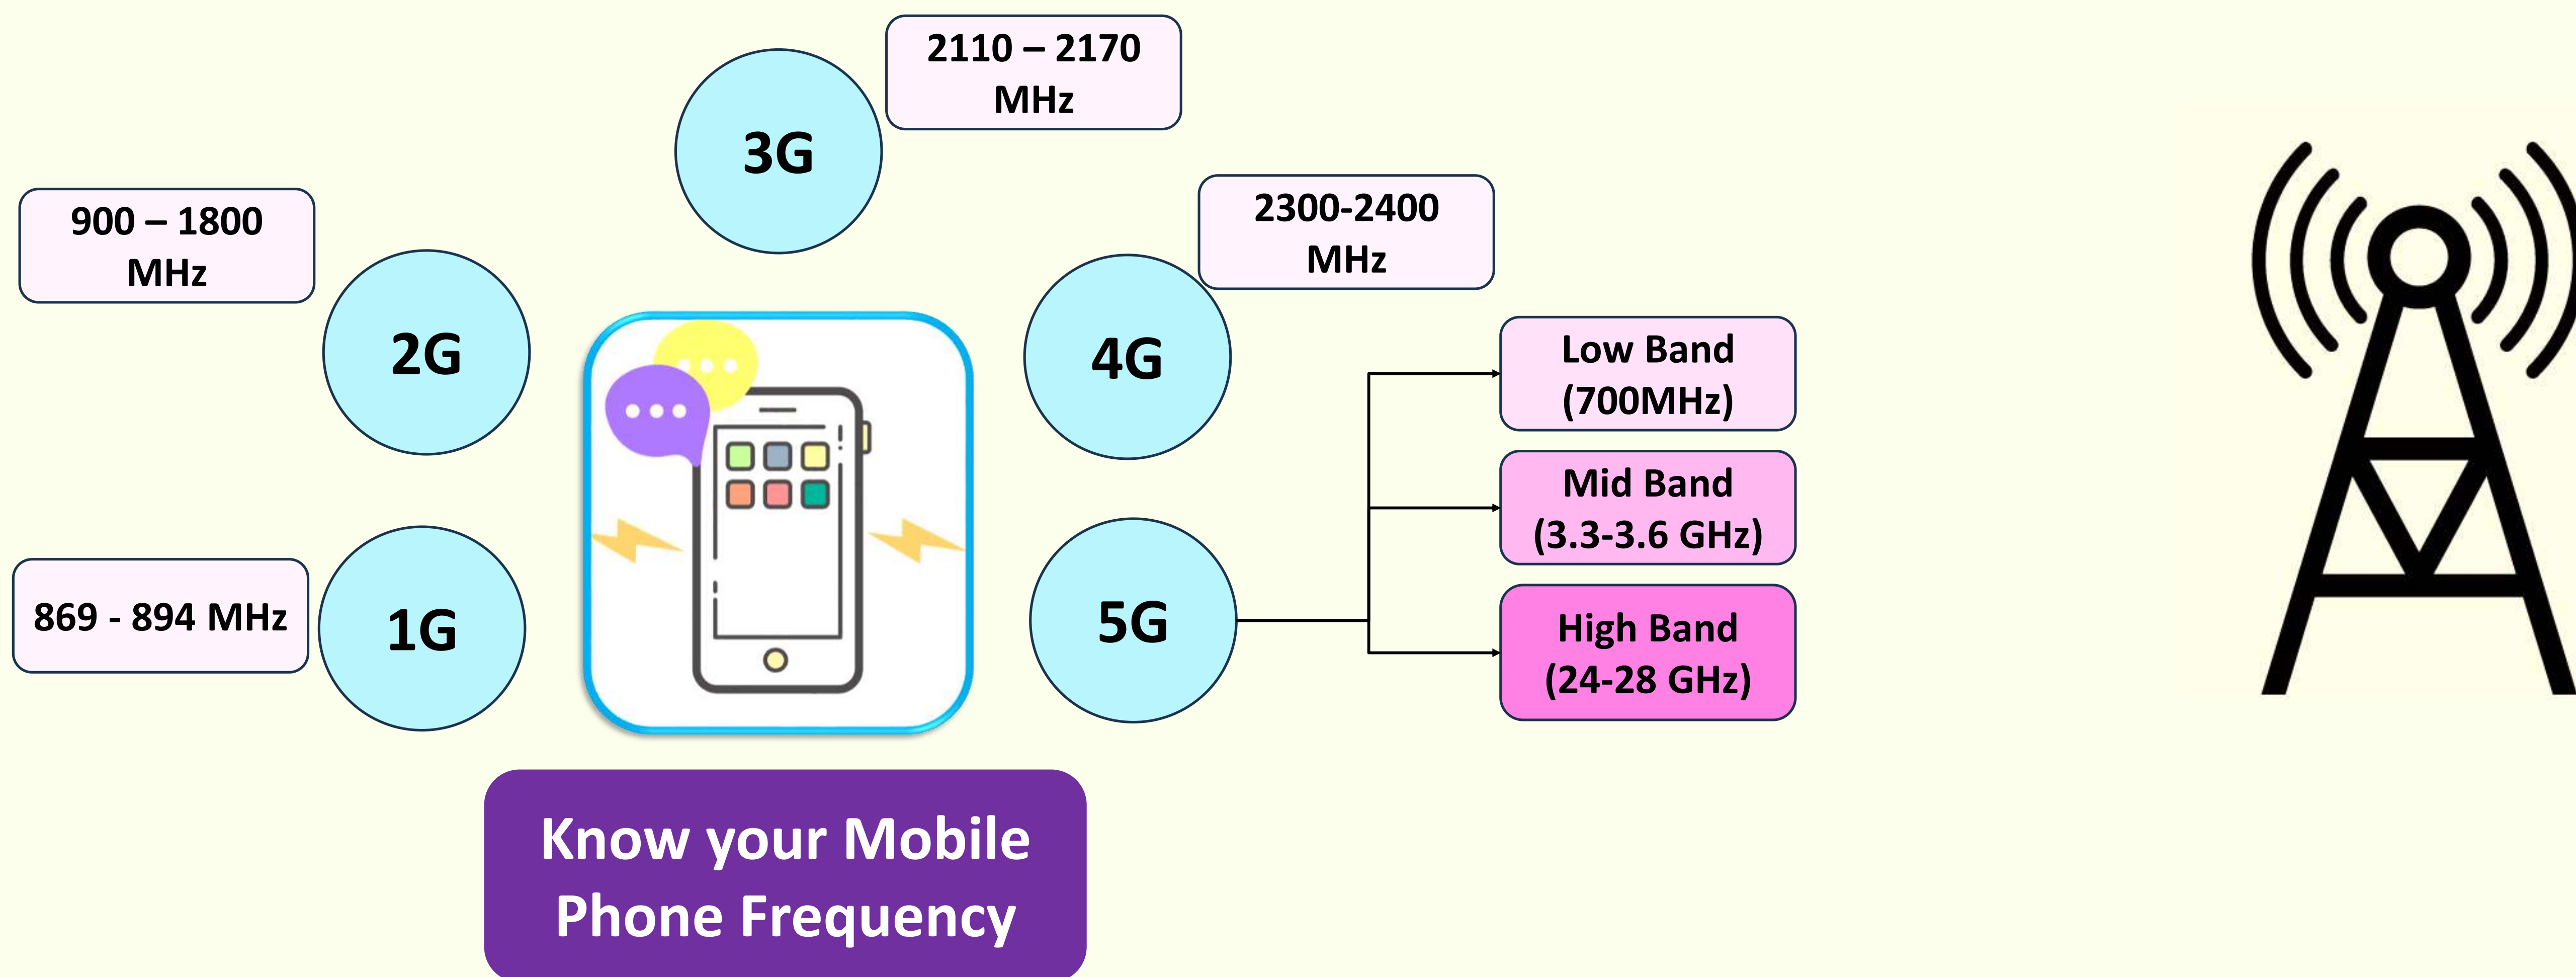 2110 – 2170
MHz
3G
900 – 1800
MHz
2300-2400
MHz
2G
4G
Low Band
(700MHz)
Mid Band
(3.3-3.6 GHz)
869 - 894 MHz
1G
5G
High Band
(24-28 GHz)
Know your Mobile
Phone Frequency